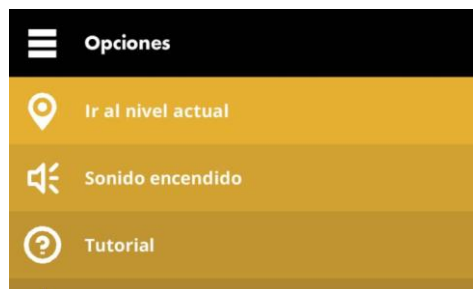 Opciones
Ir al nivel actual
Sonido encendido
Tutorial